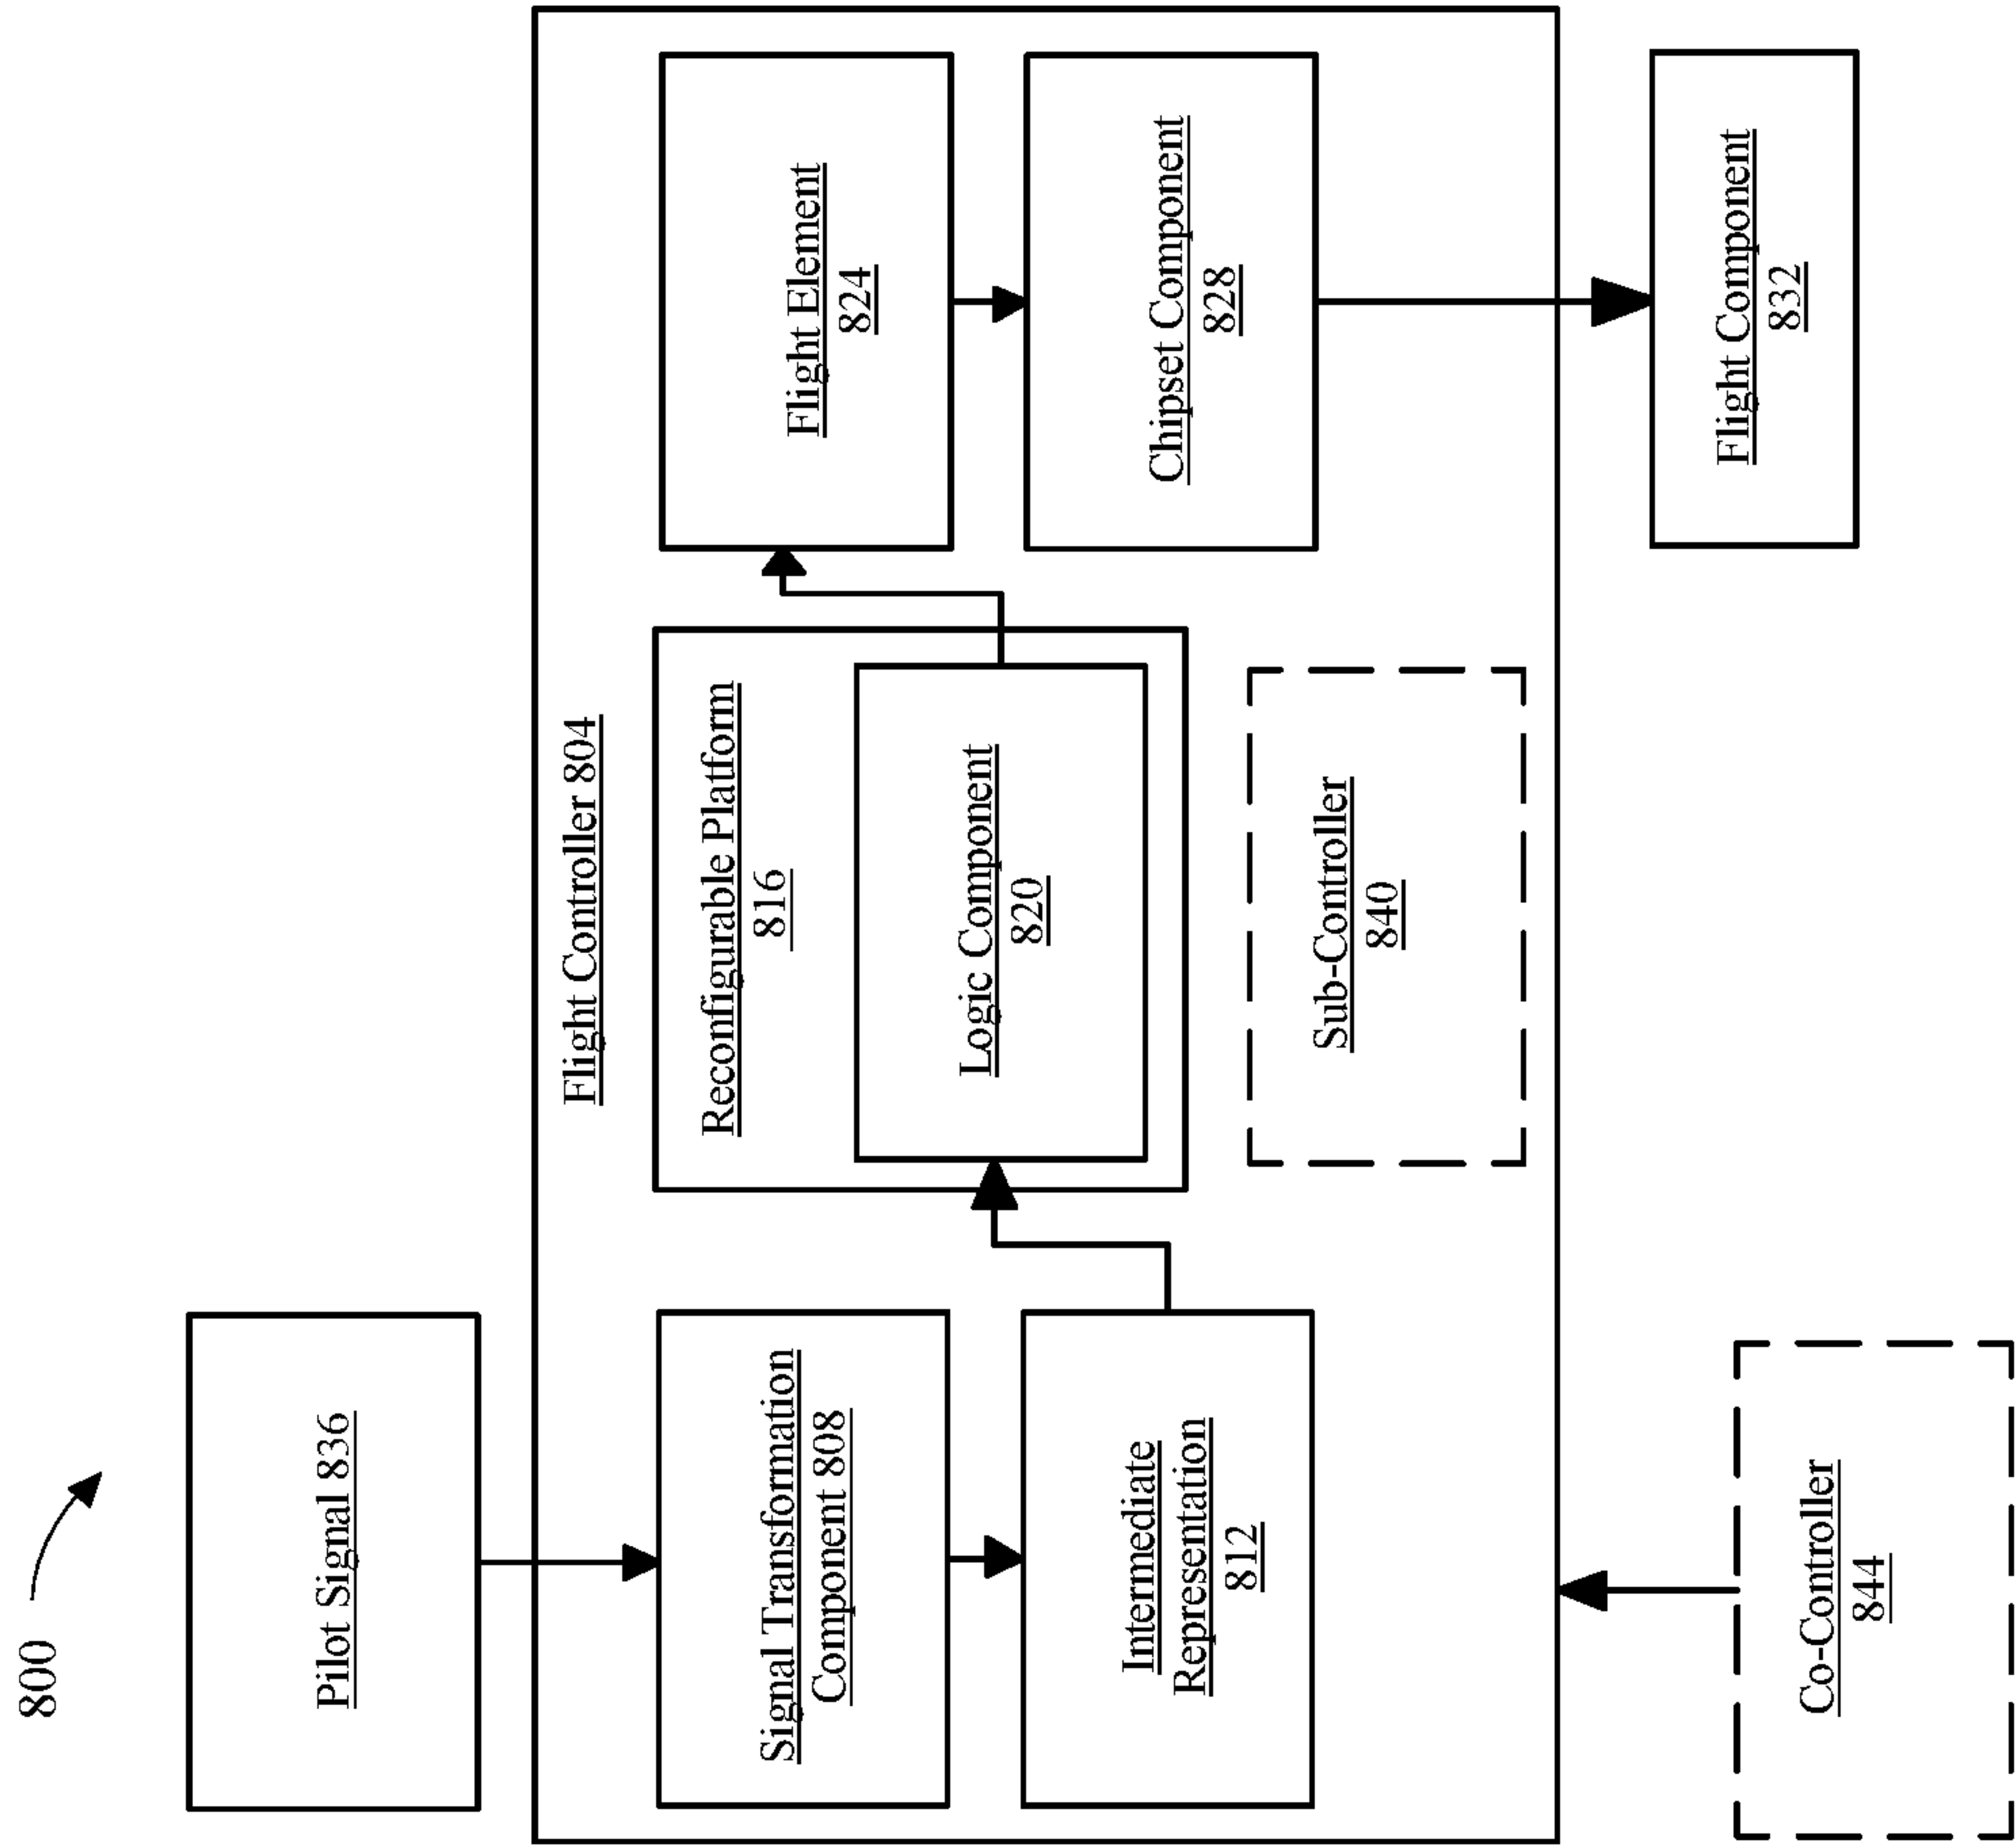 800
Pilot Signal 836
Flight Controller 804
Signal Transformation
Component 808
Intermediate
Representation
812
Reconfigurable Platform
816
Logic Component
820
Sub-Controller
840
Flight Element
824
Chipset Component
828
Co-Controller
844
Flight Component
832